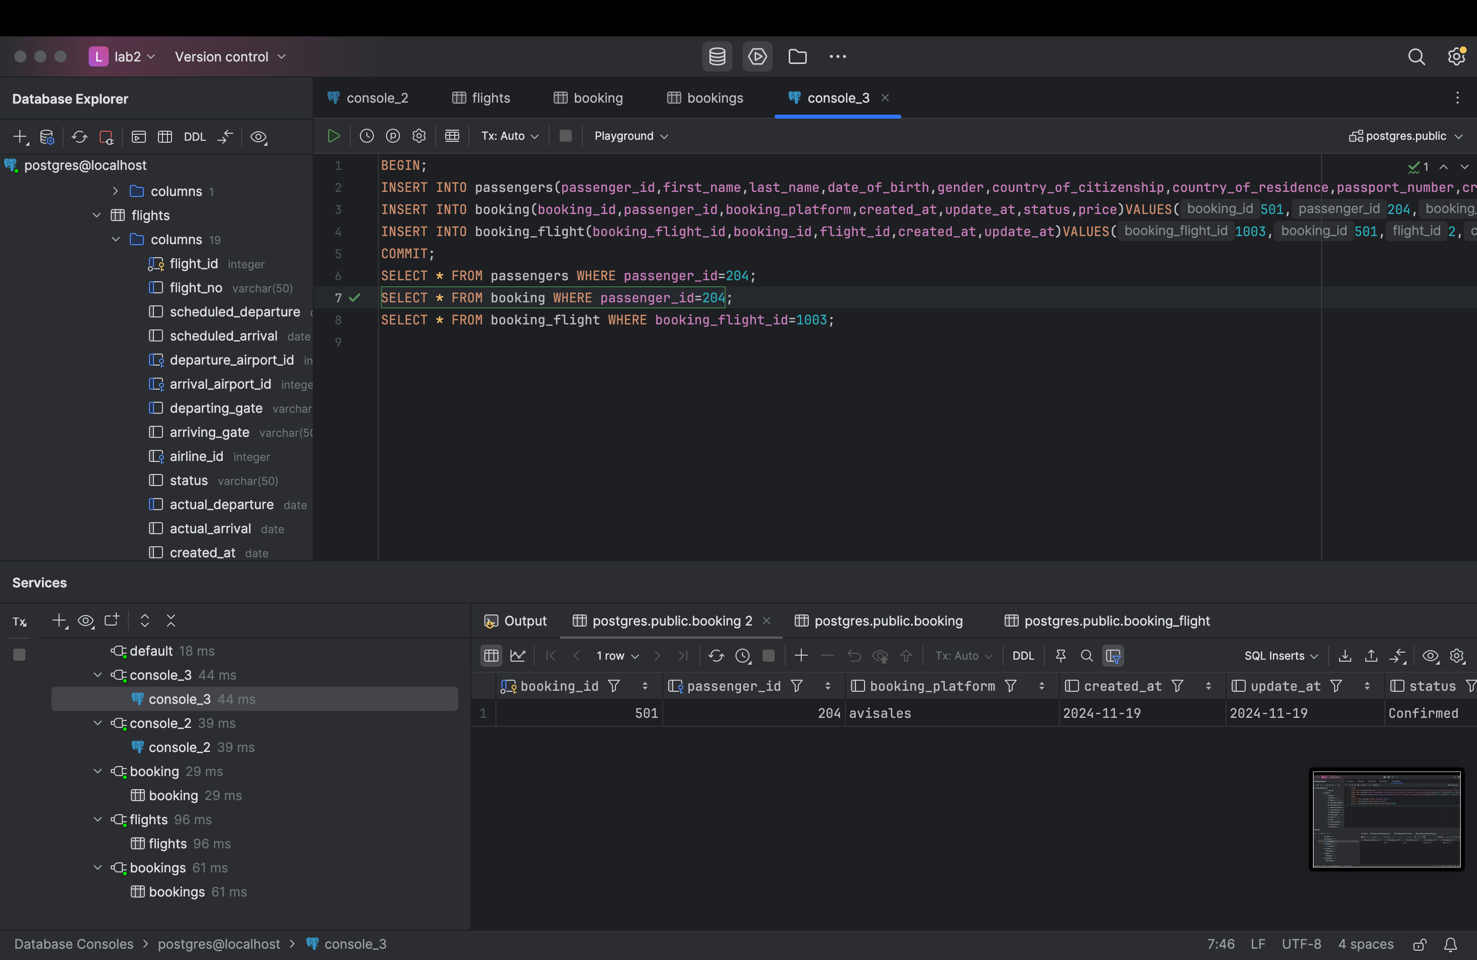 L lab2 Version control
Database Explorer
console_2 flights booking bookings console_3
DDL Tx: Auto Playground postgres.public
postgres@localhost
columns 1
flights
columns 19
flight_id integer
flight_no varchar(50)
scheduled_departure
scheduled_arrival date
departure_airport_id in
arrival_airport_id intege
departing_gate varchar
arriving_gate varchar(50
airline_id integer
status varchar(50)
actual_departure date
actual_arrival date
created_at date
1 BEGIN; 1
2 INSERT INTO passengers(passenger_id,first_name,last_name,date_of_birth,gender,country_of_citizenship,country_of_residence,passport_number,cr
3 INSERT INTO booking(booking_id,passenger_id,booking_platform,created_at,update_at,status,price)VALUES( booking_id 501, passenger_id 204, booking_
4 INSERT INTO booking_flight(booking_flight_id,booking_id,flight_id,created_at,update_at)VALUES( booking_flight_id 1003, booking_id 501, flight_id 2, c
5 COMMIT;
6 SELECT * FROM passengers WHERE passenger_id=204;
7 SELECT * FROM booking WHERE passenger_id=204;
8 SELECT * FROM booking_flight WHERE booking_flight_id=1003;
9
Services
Tx
default 18 ms
console_3 44 ms
console_3 44 ms
console_2 39 ms
console_2 39 ms
booking 29 ms
booking 29 ms
flights 96 ms
flights 96 ms
bookings 61 ms
bookings 61 ms
Output postgres.public.booking 2 postgres.public.booking postgres.public.booking_flight
1 row Tx: Auto DDL SQL Inserts
booking_id passenger_id booking_platform created_at update_at status
1 501 204 avisales 2024-11-19 2024-11-19 Confirmed
Database Consoles > postgres@localhost > console_3 7:46 LF UTF-8 4 spaces